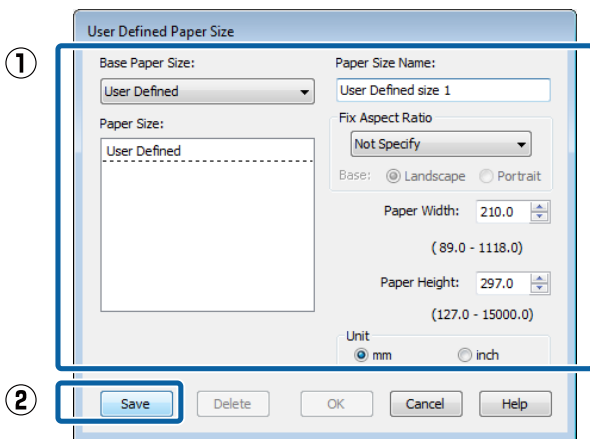 User Defined Paper Size
①
Base Paper Size:
User Defined
Paper Size:
User Defined
Paper Size Name:
User Defined size 1
Fix Aspect Ratio
Not Specify
Base: Landscape Portrait
Paper Width: 210.0
( 89.0 - 1118.0)
Paper Height: 297.0
(127.0 - 15000.0)
Unit
mm inch
②
Save Delete OK Cancel Help